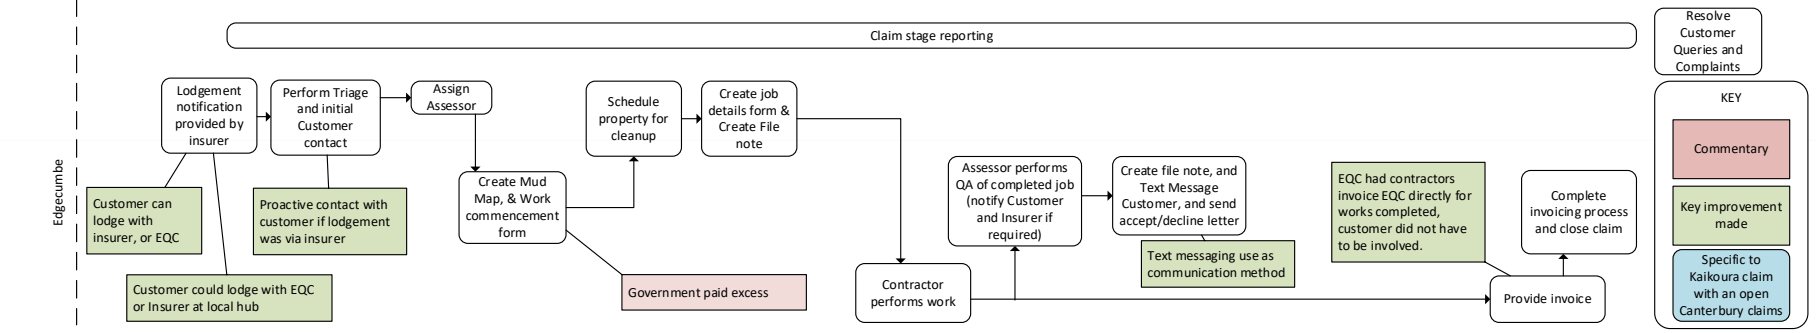 Claim stage reporting
Resolve
Customer
Queries and
Complaints
Edgecumbe
Lodgement
notification
provided by
insurer
Perform Triage
and initial
Customer
contact
Assign
Assessor
Create Mud
Map, & Work
commencement
form
Schedule
property for
cleanup
Create job
details form &
Create File
note
Contractor
performs work
Assessor performs
QA of completed job
(notify Customer
and Insurer if
required)
Create file note, and
Text Message
Customer, and send
accept/decline letter
Provide invoice
Complete
invoicing process
and close claim
Customer can
lodge with
insurer, or EQC
Customer could lodge with EQC
or Insurer at local hub
Proactive contact with
customer if lodgement
was via insurer
Government paid excess
Text messaging use as
communication method
EQC had contractors
invoice EQC directly for
works completed,
customer did not have
to be involved.
KEY
Commentary
Key improvement
made
Specific to
Kaikoura claim
with an open
Canterbury claims